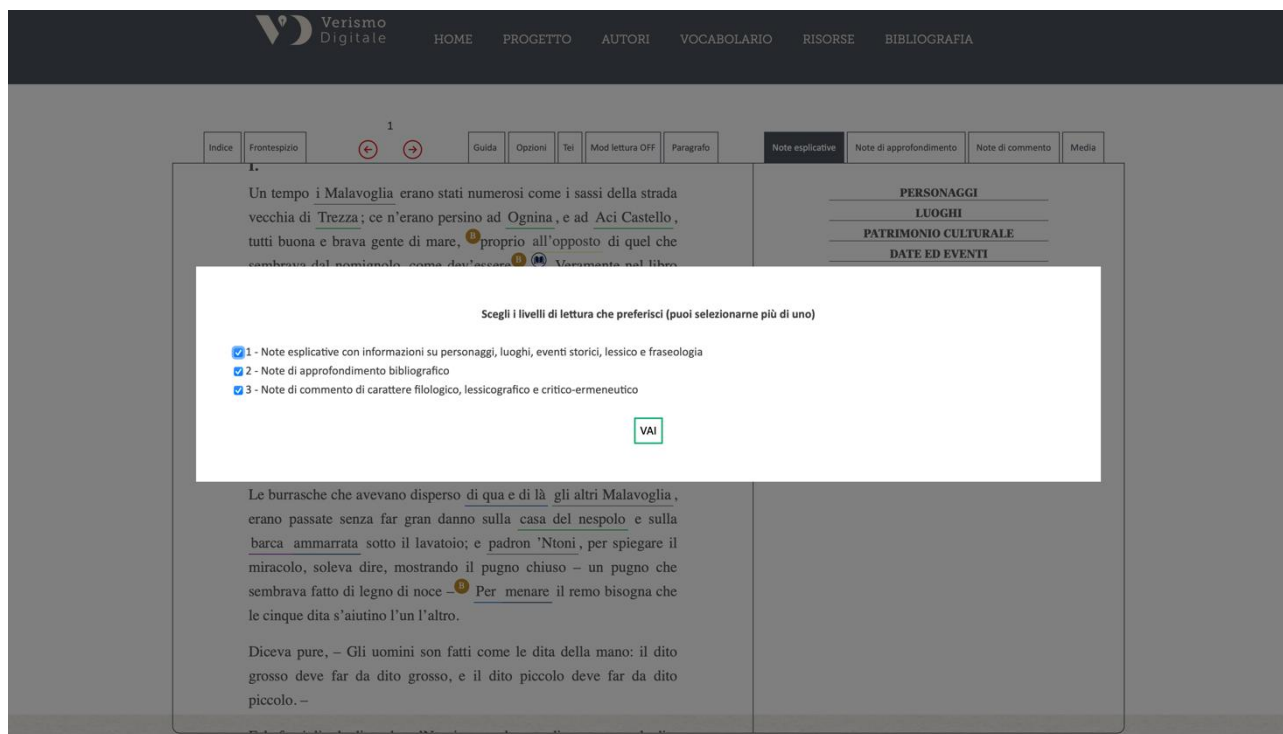 Verismo
Digitale
HOME PROGETTO AUTORI VOCABOLARIO RISORSE BIBLIOGRAFIA
1
Indice Frontespizio Guida Opzioni Tei Mod lettura OFF Paragrafo Note esplicative Note di approfondimento Note di commento Media
I.
Un tempo i Malavoglia erano stati numerosi come i sassi della strada
vecchia di Trezza; ce n'erano persino ad Ognina, e ad Aci Castello,
tutti buona e brava gente di mare, B proprio all'opposto di quel che
sembrava dal nomignolo, come dev'essere B Veramente nel libro
PERSONAGGI
LUOGHI
PATRIMONIO CULTURALE
DATE ED EVENTI
Scegli i livelli di lettura che preferisci (puoi selezionarne più di uno)
1 - Note esplicative con informazioni su personaggi, luoghi, eventi storici, lessico e fraseologia
2 - Note di approfondimento bibliografico
3 - Note di commento di carattere filologico, lessicografico e critico-ermeneutico
VAI
Le burrasche che avevano disperso di qua e di là gli altri Malavoglia,
erano passate senza far gran danno sulla casa del nespolo e sulla
barca ammarrata sotto il lavatoio; e padron 'Ntoni, per spiegare il
miracolo, soleva dire, mostrando il pugno chiuso – un pugno che
sembrava fatto di legno di noce – B Per menare il remo bisogna che
le cinque dita s'aiutino l'un l'altro.
Diceva pure, – Gli uomini son fatti come le dita della mano: il dito
grosso deve far da dito grosso, e il dito piccolo deve far da dito
piccolo. –